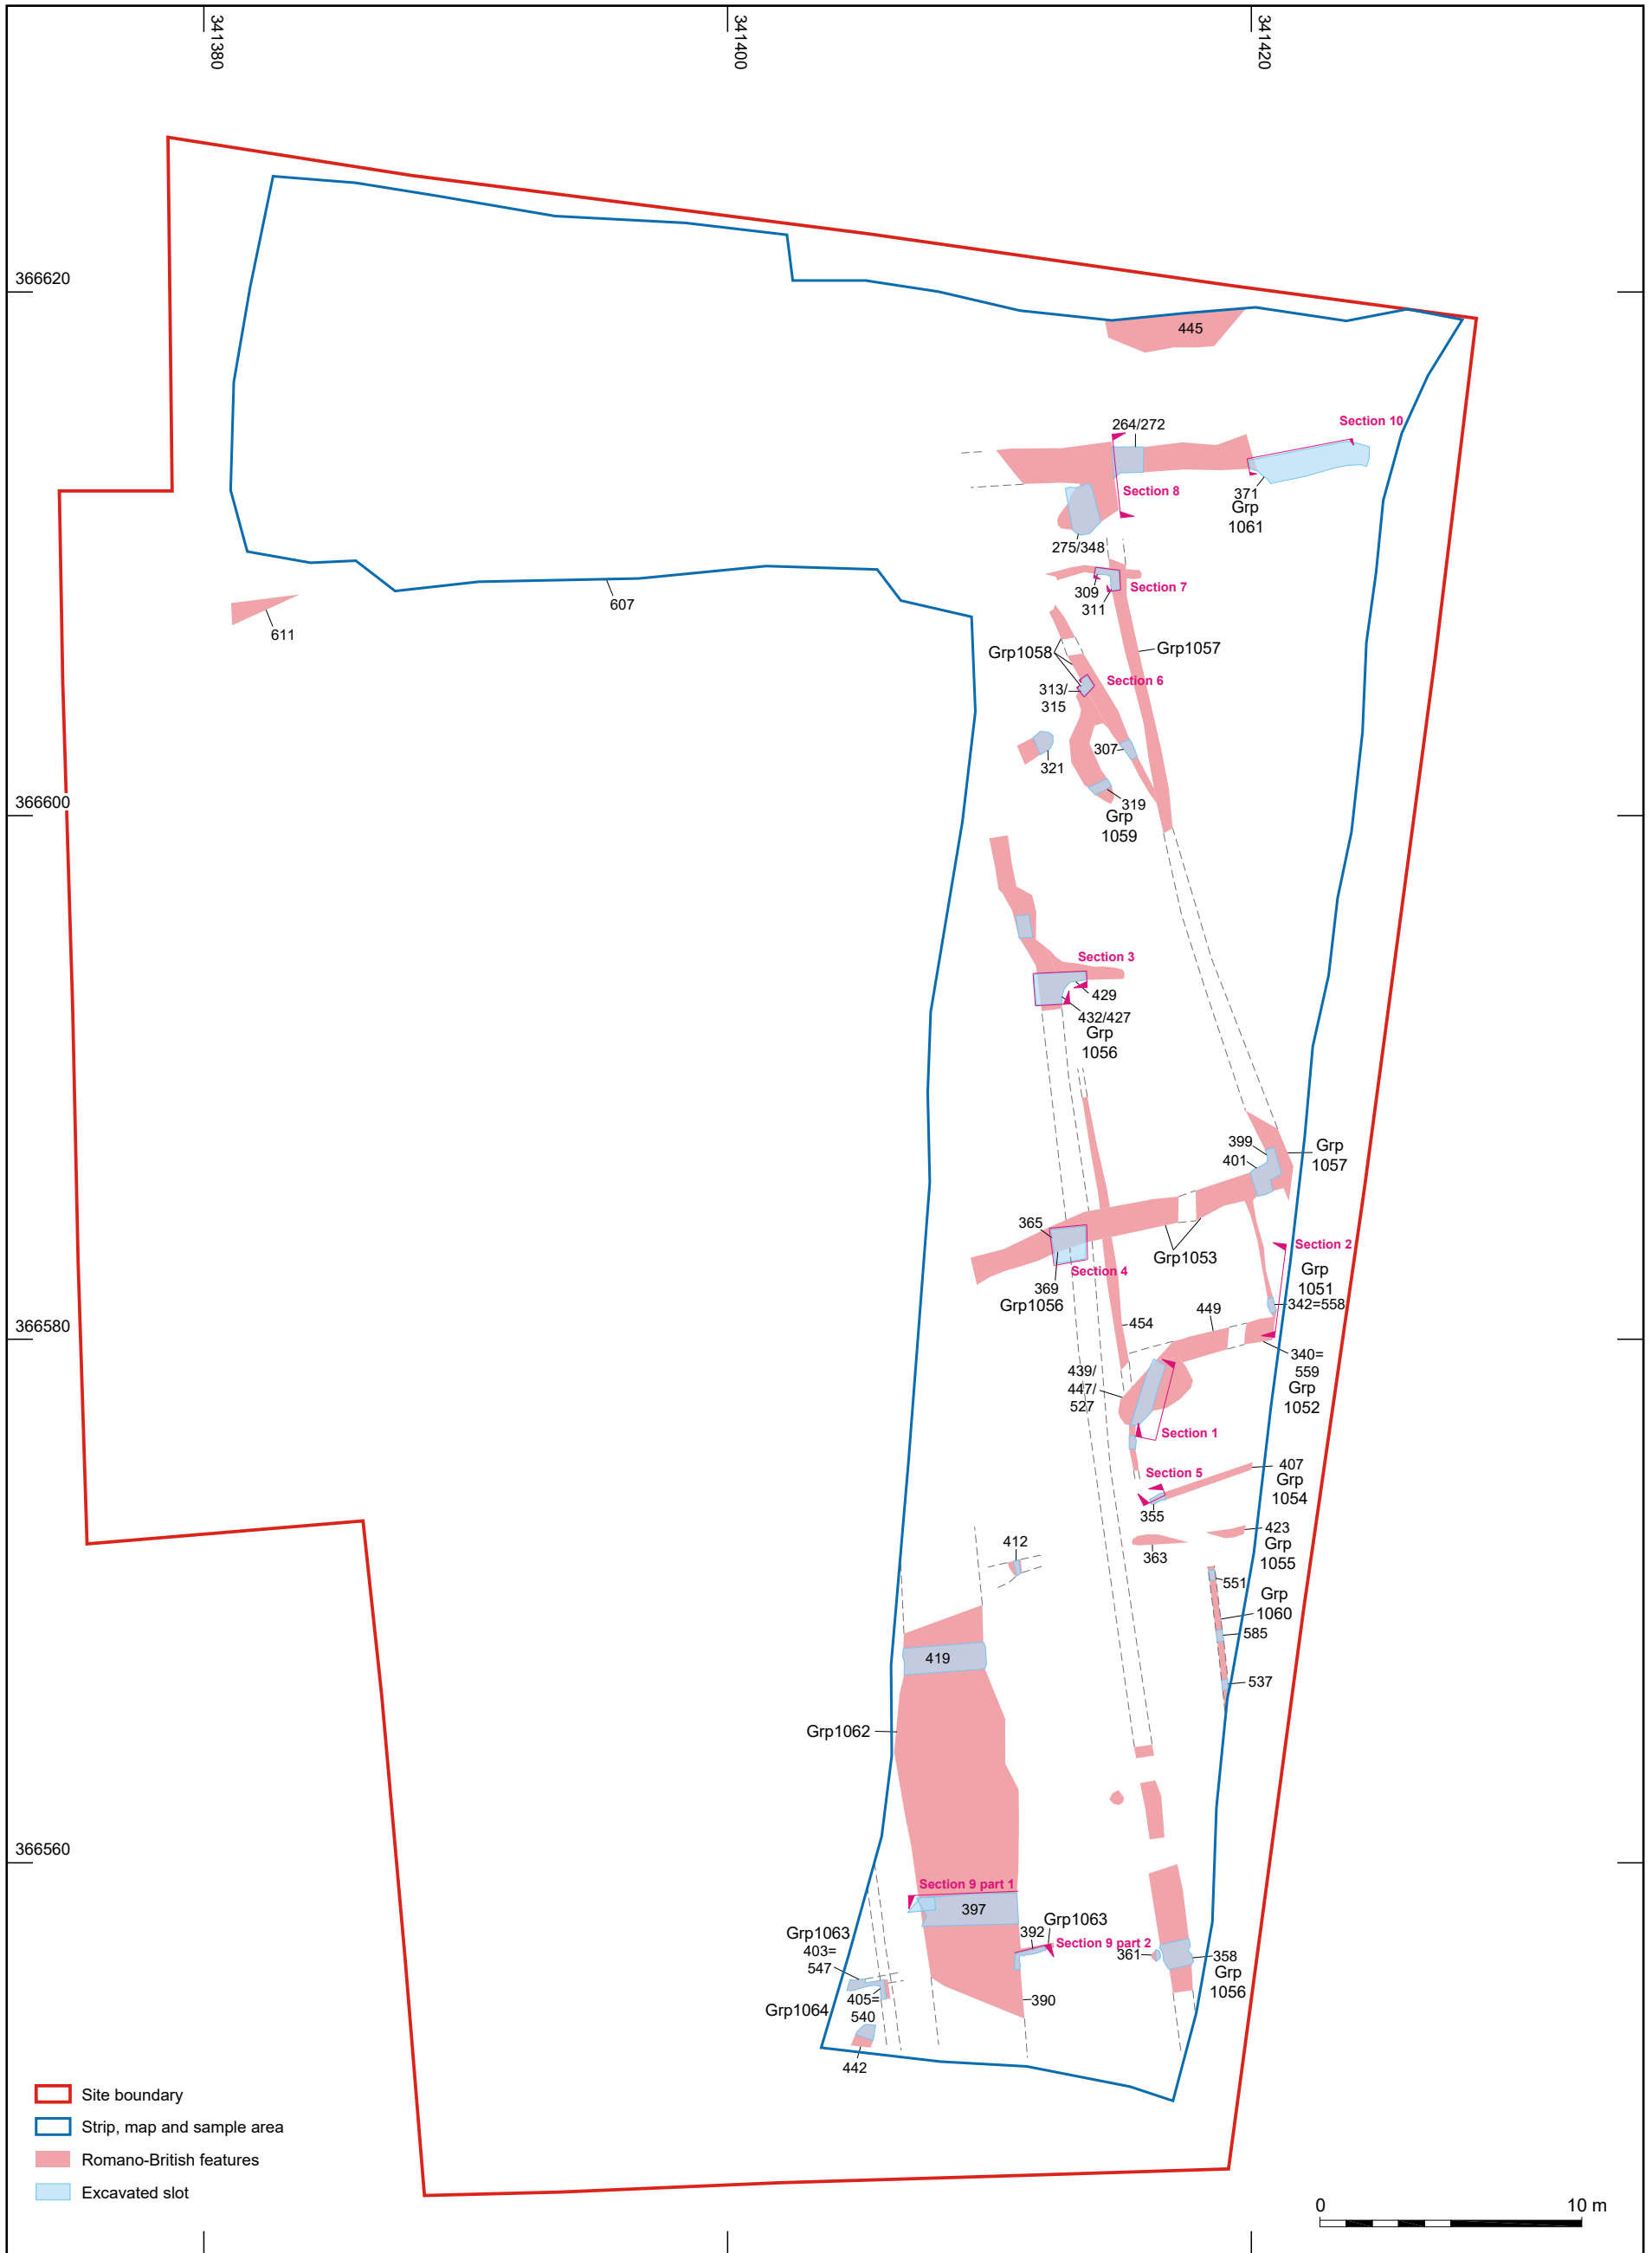 341380
341400
341420
366620
445
Section 10
264/272
371
Grp
1061
Section 8
275/348
Section 7
309
311
607
611
Grp1058
Grp1057
Section 6
313/
315
307
321
319
Grp
1059
366600
Section 3
429
432/427
Grp
1056
399
401
Grp
1057
365
Grp1053
Section 4
369
Grp1056
Section 2
Grp
1051
342=558
449
454
366580
340=
559
Grp
1052
439/
447/
527
Section 1
Section 5
407
Grp
1054
355
423
Grp
1055
363
412
551
Grp
1060
585
537
419
Grp1062
366560
Section 9 part 1
397
Grp1063
392
Section 9 part 2
361
358
Grp
1056
Grp1063
403=
547
405=
540
Grp1064
390
442
Site boundary
Strip, map and sample area
Romano-British features
Excavated slot
0 10 m